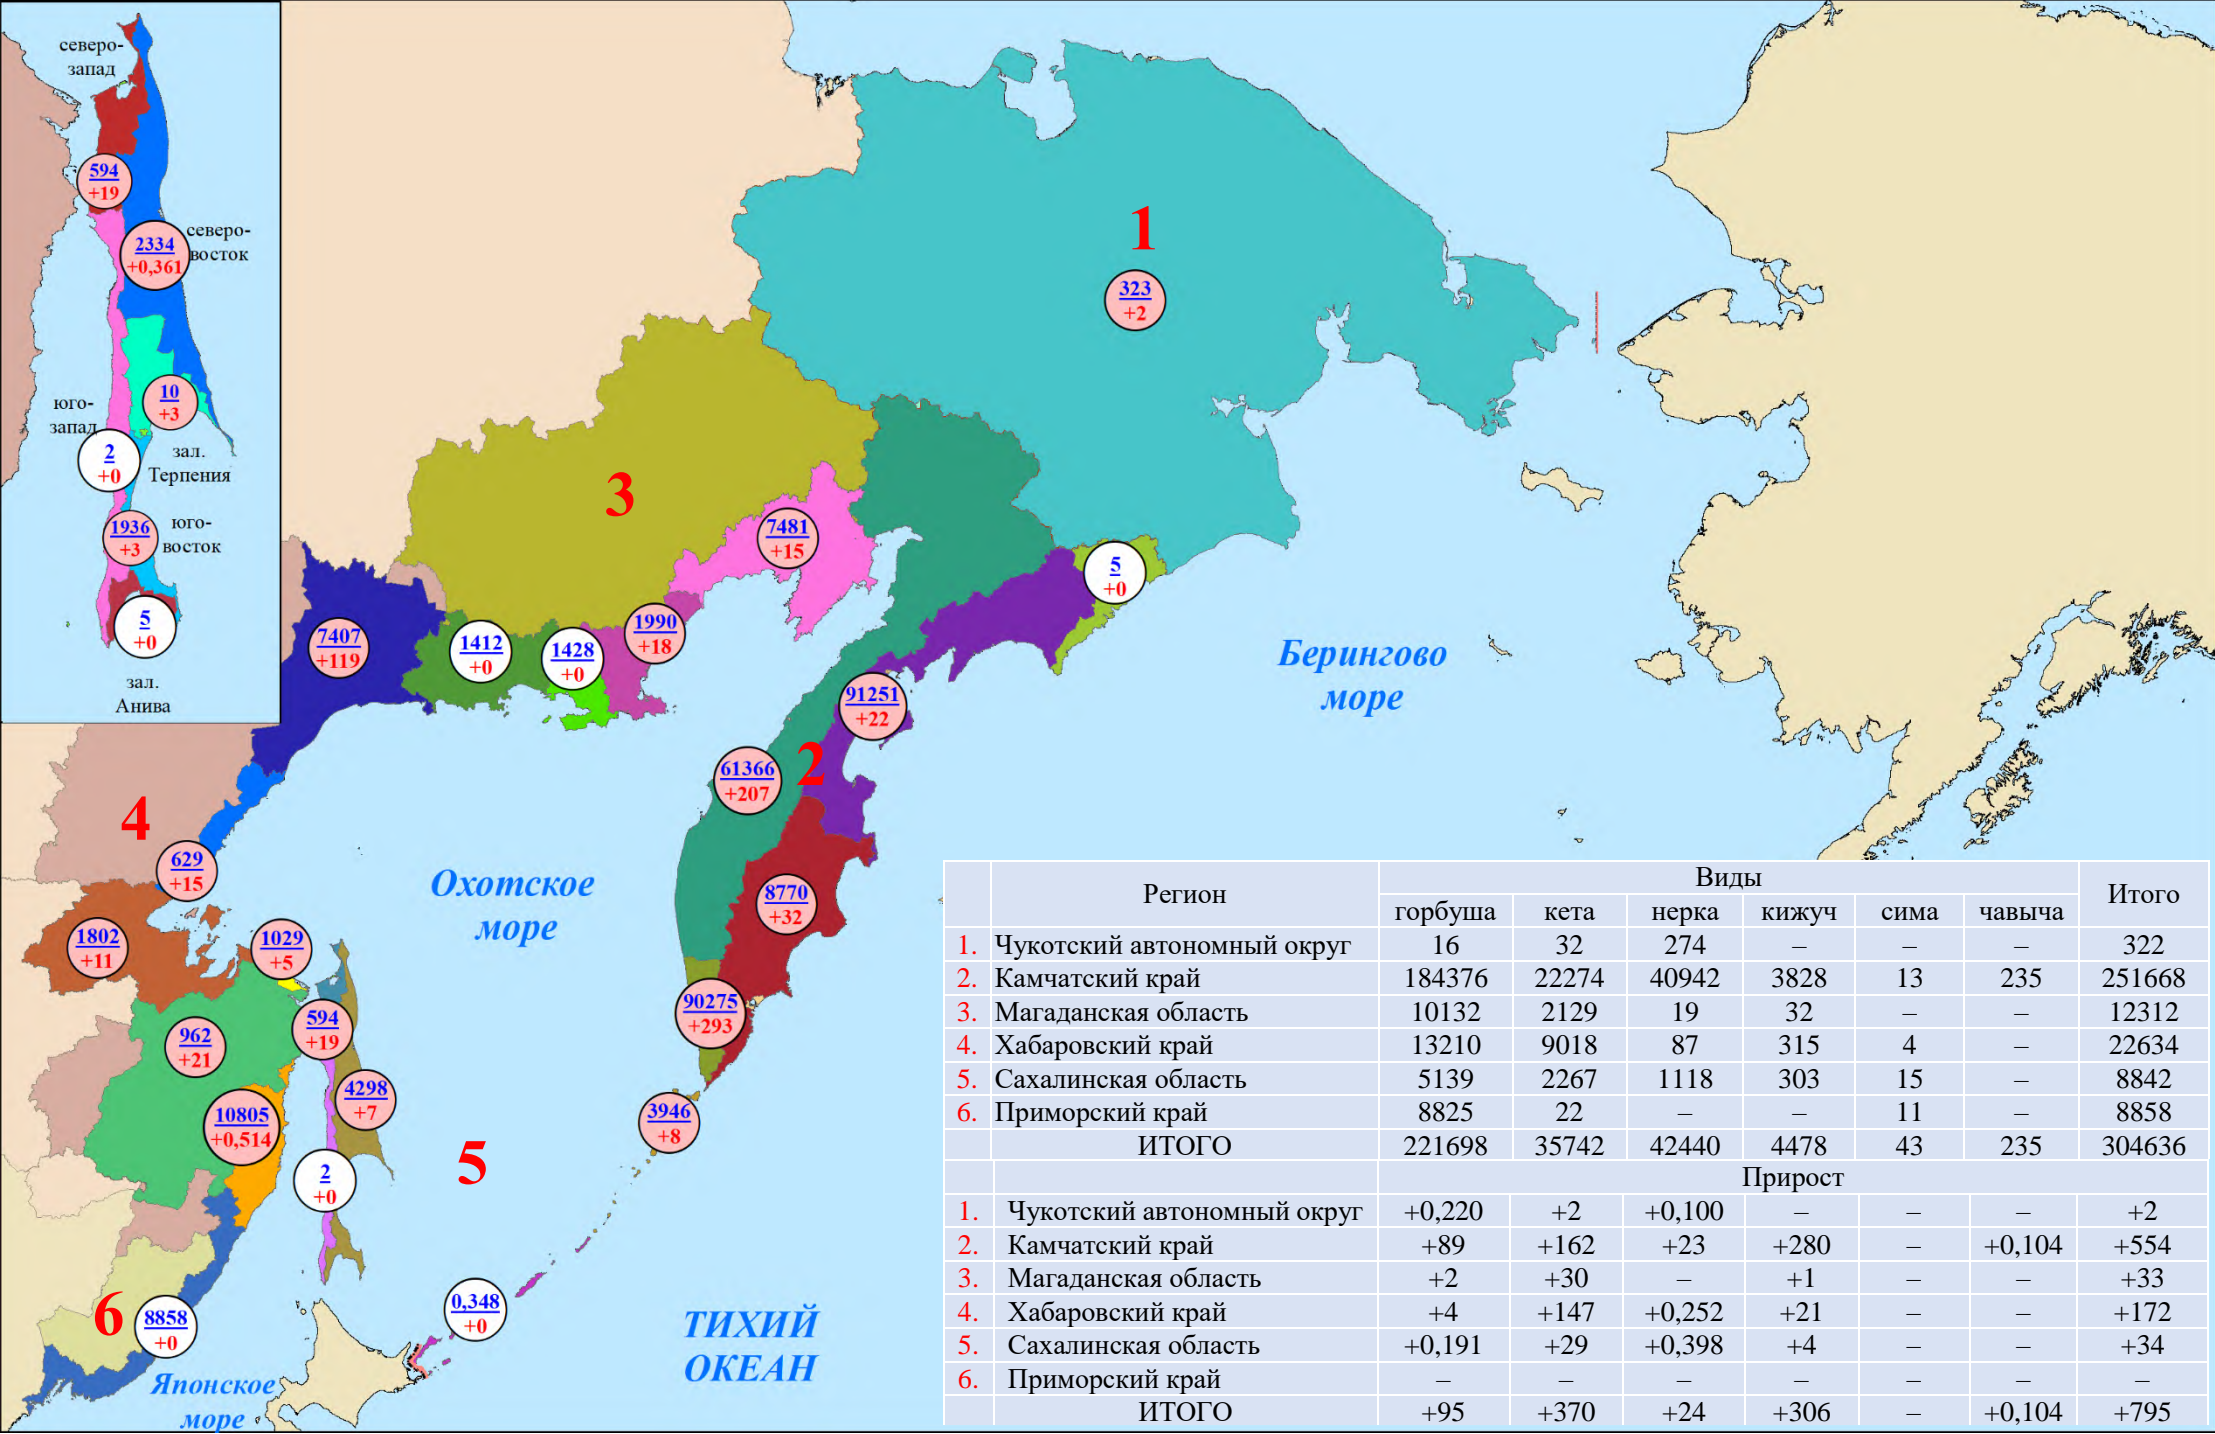 северо-
запад
594
+19
северо-
восток
2334
+0,361
10
+3
юго-
запад
2
+0
зал.
Терпения
юго-
восток
1936
+3
5
+0
зал.
Анива
1
323
+2
3
7481
+15
5
+0
7407
+119
1412
+0
1428
+0
1990
+18
Берингово
море
91251
+22
2
61366
+207
4
629
+15
Охотское
море
8770
+32
1802
+11
1029
+5
90275
+293
962
+21
594
+19
4298
+7
10805
+0,514
3946
+8
5
2
+0
6
8858
+0
0,348
+0
ТИХИЙ
ОКЕАН
Японское
море
Регион Виды Итого
горбуша кета нерка кижуч сима чавыча
1. Чукотский автономный округ 16 32 274 – – – 322
2. Камчатский край 184376 22274 40942 3828 13 235 251668
3. Магаданская область 10132 2129 19 32 – – 12312
4. Хабаровский край 13210 9018 87 315 4 – 22634
5. Сахалинская область 5139 2267 1118 303 15 – 8842
6. Приморский край 8825 22 – – 11 – 8858
ИТОГО 221698 35742 42440 4478 43 235 304636
Прирост
1. Чукотский автономный округ +0,220 +2 +0,100 – – – +2
2. Камчатский край +89 +162 +23 +280 – +0,104 +554
3. Магаданская область +2 +30 – +1 – – +33
4. Хабаровский край +4 +147 +0,252 +21 – – +172
5. Сахалинская область +0,191 +29 +0,398 +4 – – +34
6. Приморский край – – – – – – –
ИТОГО +95 +370 +24 +306 – +0,104 +795